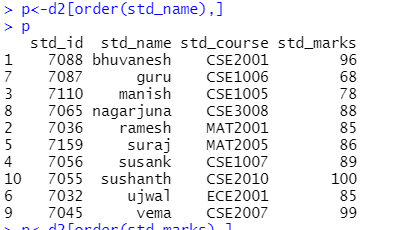 > p<-d2[order(std_name),]
> p
std_id std_name std_course std_marks
1 7088 bhuvanesh CSE2001 96
7 7087 guru CSE1006 68
3 7110 manish CSE1005 78
8 7065 nagarjuna CSE3008 88
2 7036 ramesh MAT2001 85
5 7159 suraj MAT2005 86
4 7056 susank CSE1007 89
10 7055 sushanth CSE2010 100
6 7032 ujwal ECE2001 85
9 7045 vema CSE2007 99
> p<-d2[order(std_marks),]